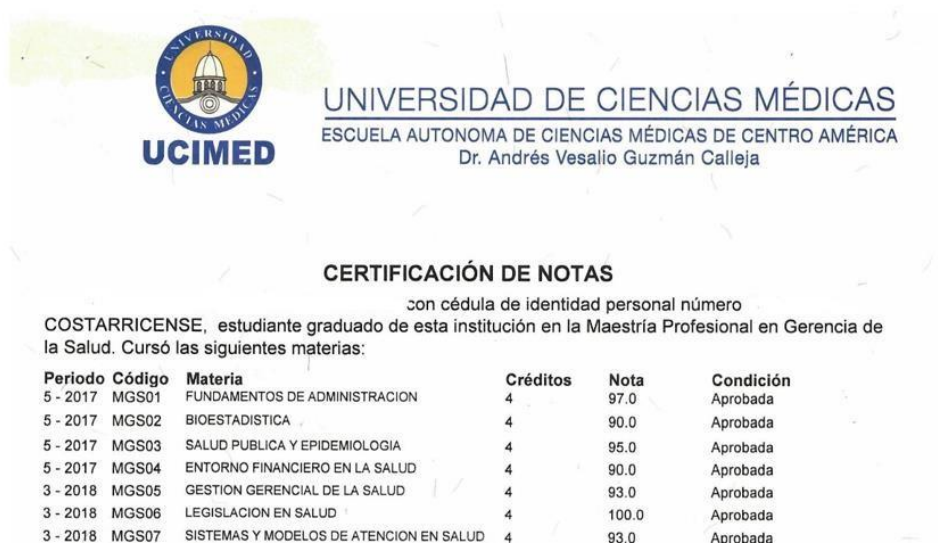 UNIVERSIDAD
CIENCIAS MEDICAS
UCIMED
UNIVERSIDAD DE CIENCIAS MÉDICAS
ESCUELA AUTONOMA DE CIENCIAS MÉDICAS DE CENTRO AMÉRICA
Dr. Andrés Vesalio Guzmán Calleja
CERTIFICACIÓN DE NOTAS
con cédula de identidad personal número
COSTARRICENSE, estudiante graduado de esta institución en la Maestría Profesional en Gerencia de
la Salud. Cursó las siguientes materias:
Periodo Código Materia Créditos Nota Condición
5 - 2017 MGS01 FUNDAMENTOS DE ADMINISTRACION 4 97.0 Aprobada
5 - 2017 MGS02 BIOESTADISTICA 4 90.0 Aprobada
5 - 2017 MGS03 SALUD PUBLICA Y EPIDEMIOLOGIA 4 95.0 Aprobada
5 - 2017 MGS04 ENTORNO FINANCIERO EN LA SALUD 4 90.0 Aprobada
3 - 2018 MGS05 GESTION GERENCIAL DE LA SALUD 4 93.0 Aprobada
3 - 2018 MGS06 LEGISLACION EN SALUD 4 100.0 Aprobada
3 - 2018 MGS07 SISTEMAS Y MODELOS DE ATENCION EN SALUD 4 93.0 Aprobada